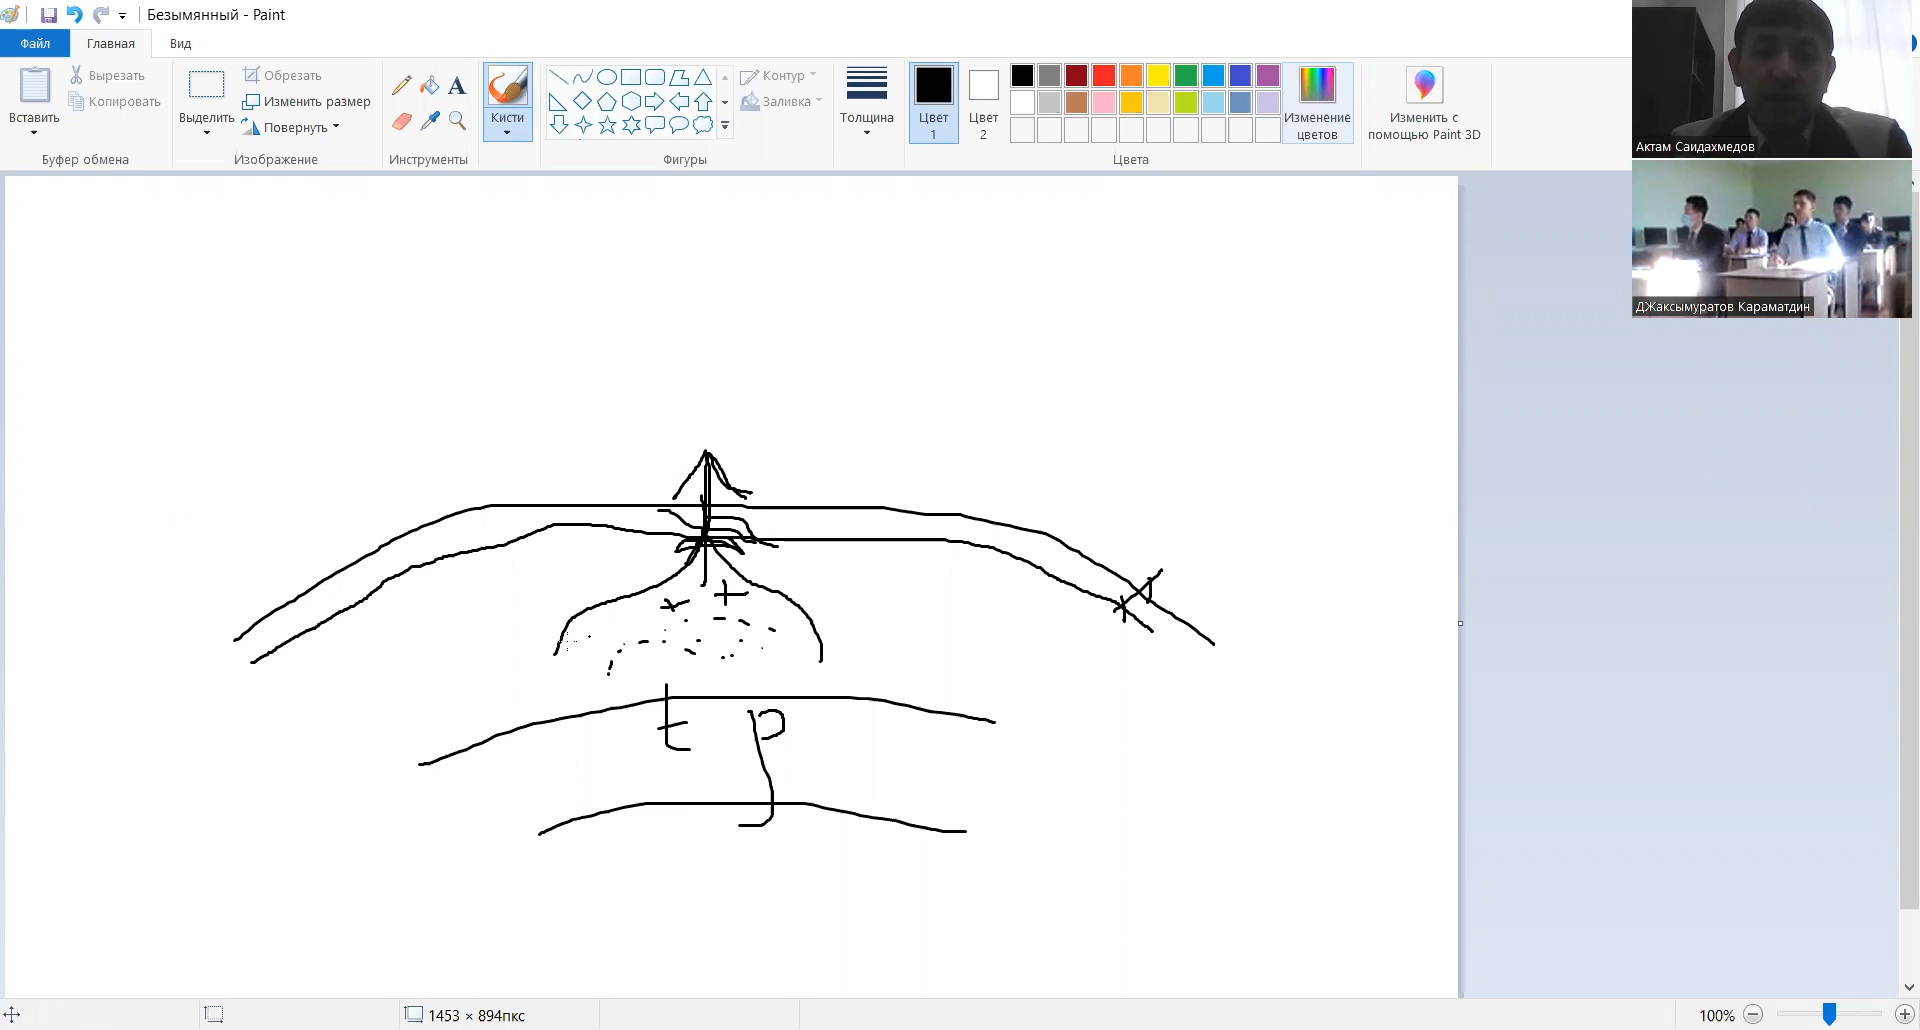 Безымянный - Paint
Файл Главная Вид
Вставить
Вырезать
Копировать
Буфер обмена
Выделить
Обрезать
Изменить размер
Повернуть
Изображение
A
Инструменты
Кисти
Контур
Заливка
Фигуры
Толщина
Цвет
1
Цвет
2
Изменение
цветов
Цвета
Изменить с
помощью Paint 3D
Актам Саидахмедов
ДЖаксымуратов Караматдин
t p
1453 × 894пкс
100%